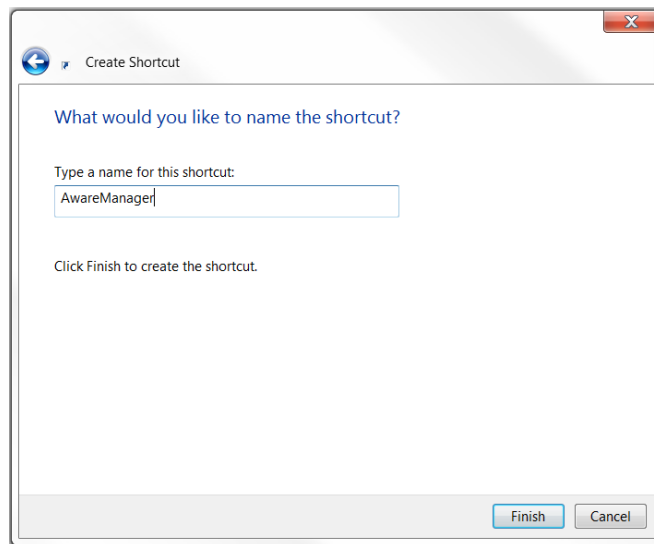 Create Shortcut
What would you like to name the shortcut?
Type a name for this shortcut:
AwareManager
Click Finish to create the shortcut.
Finish Cancel